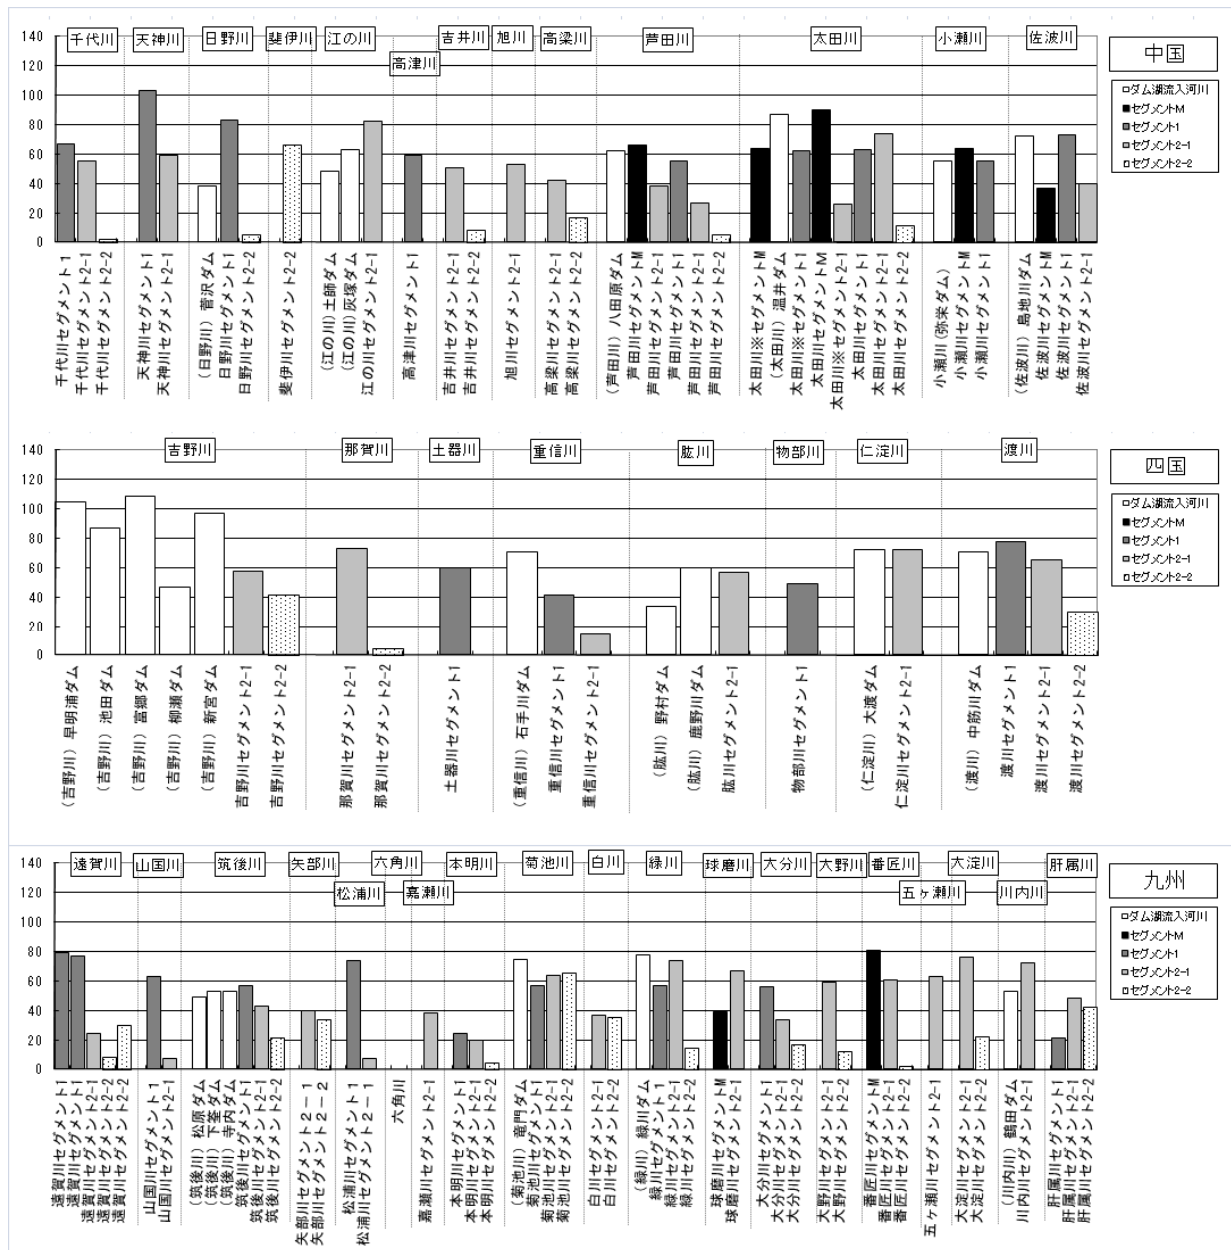 千代川
天神川
日野川
斐伊川
江の川
高津川
吉井川
旭川
高梁川
芦田川
太田川
小瀬川
佐波川
中国
140
120
100
80
60
40
20
0
□ダム湖流入河川
■セグメントM
■セグメント1
□セグメント2-1
□セグメント2-2
千代川セグメント1
千代川セグメント2-1
千代川セグメント2-2
天神川セグメント1
天神川セグメント2-1
(日野川) 菅沢ダム
日野川セグメント1
日野川セグメント2-2
斐伊川セグメント2-2
(江の川) 土師ダム
(江の川) 灰塚ダム
江の川セグメント2-1
高津川セグメント1
吉井川セグメント2-1
吉井川セグメント2-2
旭川セグメント2-1
高梁川セグメント2-1
高梁川セグメント2-2
(芦田川) 八田原ダム
芦田川セグメントM
芦田川セグメント2-1
芦田川セグメント1
芦田川セグメント2-1
芦田川セグメント2-2
太田川※セグメントM
(太田川) 温井ダム
太田川※セグメント1
太田川セグメントM
太田川※セグメント2-1
太田川セグメント1
太田川セグメント2-1
太田川セグメント2-2
小瀬川(弥栄ダム)
小瀬川セグメントM
小瀬川セグメント1
(佐波川) 島地川ダム
佐波川セグメントM
佐波川セグメント1
佐波川セグメント2-1
吉野川
那賀川
土器川
重信川
肱川
物部川
仁淀川
渡川
四国
140
120
100
80
60
40
20
0
□ダム湖流入河川
■セグメントM
■セグメント1
□セグメント2-1
□セグメント2-2
(吉野川) 早明浦ダム
(吉野川) 池田ダム
(吉野川) 富郷ダム
(吉野川) 柳瀬ダム
(吉野川) 新宮ダム
吉野川セグメント2-1
吉野川セグメント2-2
那賀川セグメント2-1
那賀川セグメント2-2
土器川セグメント1
(重信川) 石手川ダム
重信川セグメント1
重信川セグメント2-1
(肱川) 野村ダム
(肱川) 鹿野川ダム
肱川セグメント2-1
物部川セグメント1
(仁淀川) 大渡ダム
仁淀川セグメント2-1
(渡川) 中筋川ダム
渡川セグメント1
渡川セグメント2-1
渡川セグメント2-2
遠賀川
山国川
筑後川
矢部川
松浦川
六角川
嘉瀬川
本明川
菊池川
白川
緑川
球磨川
大分川
大野川
番匠川
五ヶ瀬川
大淀川
川内川
肝属川
九州
140
120
100
80
60
40
20
0
□ダム湖流入河川
■セグメントM
□セグメント1
□セグメント2-1
□セグメント2-2
遠賀川セグメント1
遠賀川セグメント1
遠賀川セグメント2-1
遠賀川セグメント2-2
遠賀川セグメント2-2
山国川セグメント1
山国川セグメント2-1
(筑後川) 松原ダム
(筑後川) 下筌ダム
(筑後川) 寺内ダム
筑後川セグメント1
筑後川セグメント2-1
筑後川セグメント2-2
矢部川セグメント2-1
矢部川セグメント2-2
松浦川セグメント1
松浦川セグメント2-1
六角川
嘉瀬川セグメント2-1
本明川セグメント1
本明川セグメント2-1
本明川セグメント2-2
(菊池川) 竜門ダム
菊池川セグメント1
菊池川セグメント2-1
菊池川セグメント2-2
白川セグメント2-1
白川セグメント2-2
(緑川) 緑川ダム
緑川セグメント1
緑川セグメント2-1
緑川セグメント2-2
球磨川セグメントM
球磨川セグメント2-1
大分川セグメント1
大分川セグメント2-1
大分川セグメント2-2
大野川セグメント2-1
大野川セグメント2-2
番匠川セグメントM
番匠川セグメント2-1
番匠川セグメント2-2
五ヶ瀬川セグメント2-1
大淀川セグメント2-1
大淀川セグメント2-2
(川内川) 鶴田ダム
川内川セグメント2-1
肝属川セグメント1
肝属川セグメント2-1
肝属川セグメント2-2